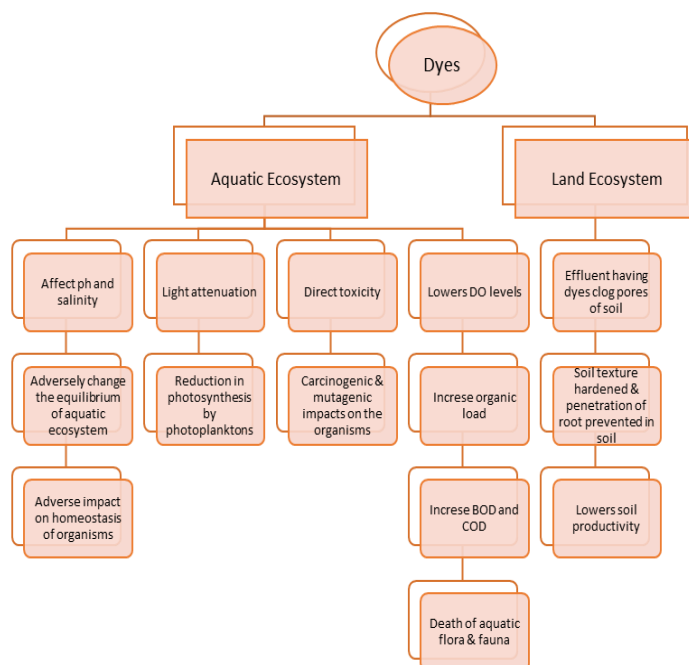 Dyes
Aquatic Ecosystem
Land Ecosystem
Affect ph and
salinity
Light attenuation
Direct toxicity
Lowers DO levels
Effluent having
dyes clog pores
of soil
Adversely change
the equilibrium
of aquatic
ecosystem
Reduction in
photosynthesis
by
photoplanktons
Carcinogenic &
mutagenic
impacts on the
organisms
Increse organic
load
Soil texture
hardened &
penetration of
root prevented in
soil
Adverse impact
on homeostasis
of organisms
Increse BOD and
COD
Lowers soil
productivity
Death of aquatic
flora & fauna